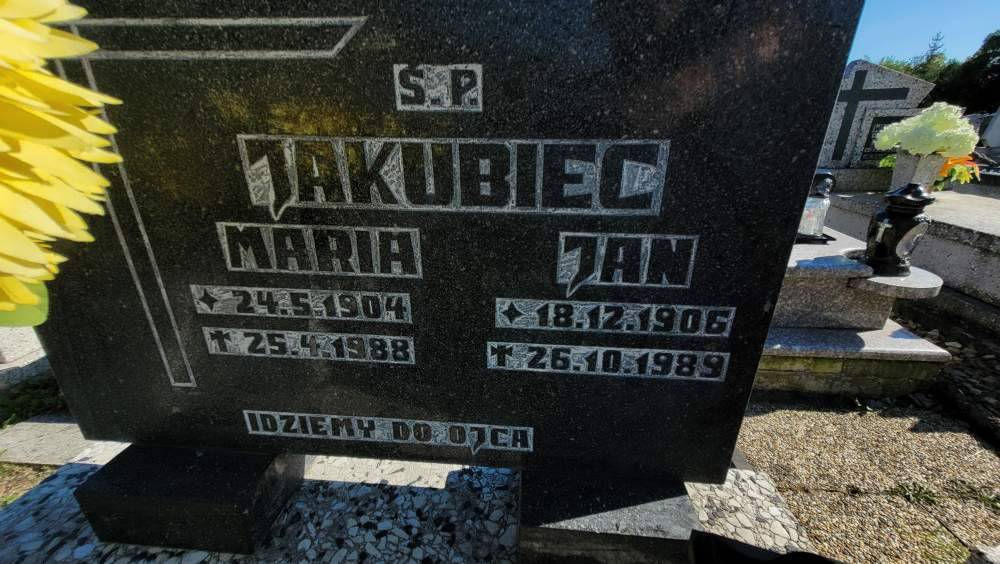 S.P.
JAKUBIEC
MARIA JAN
24.5.1904 18.12.1906
25.4.1988 26.10.1989
IDZIEMY DO OJCA